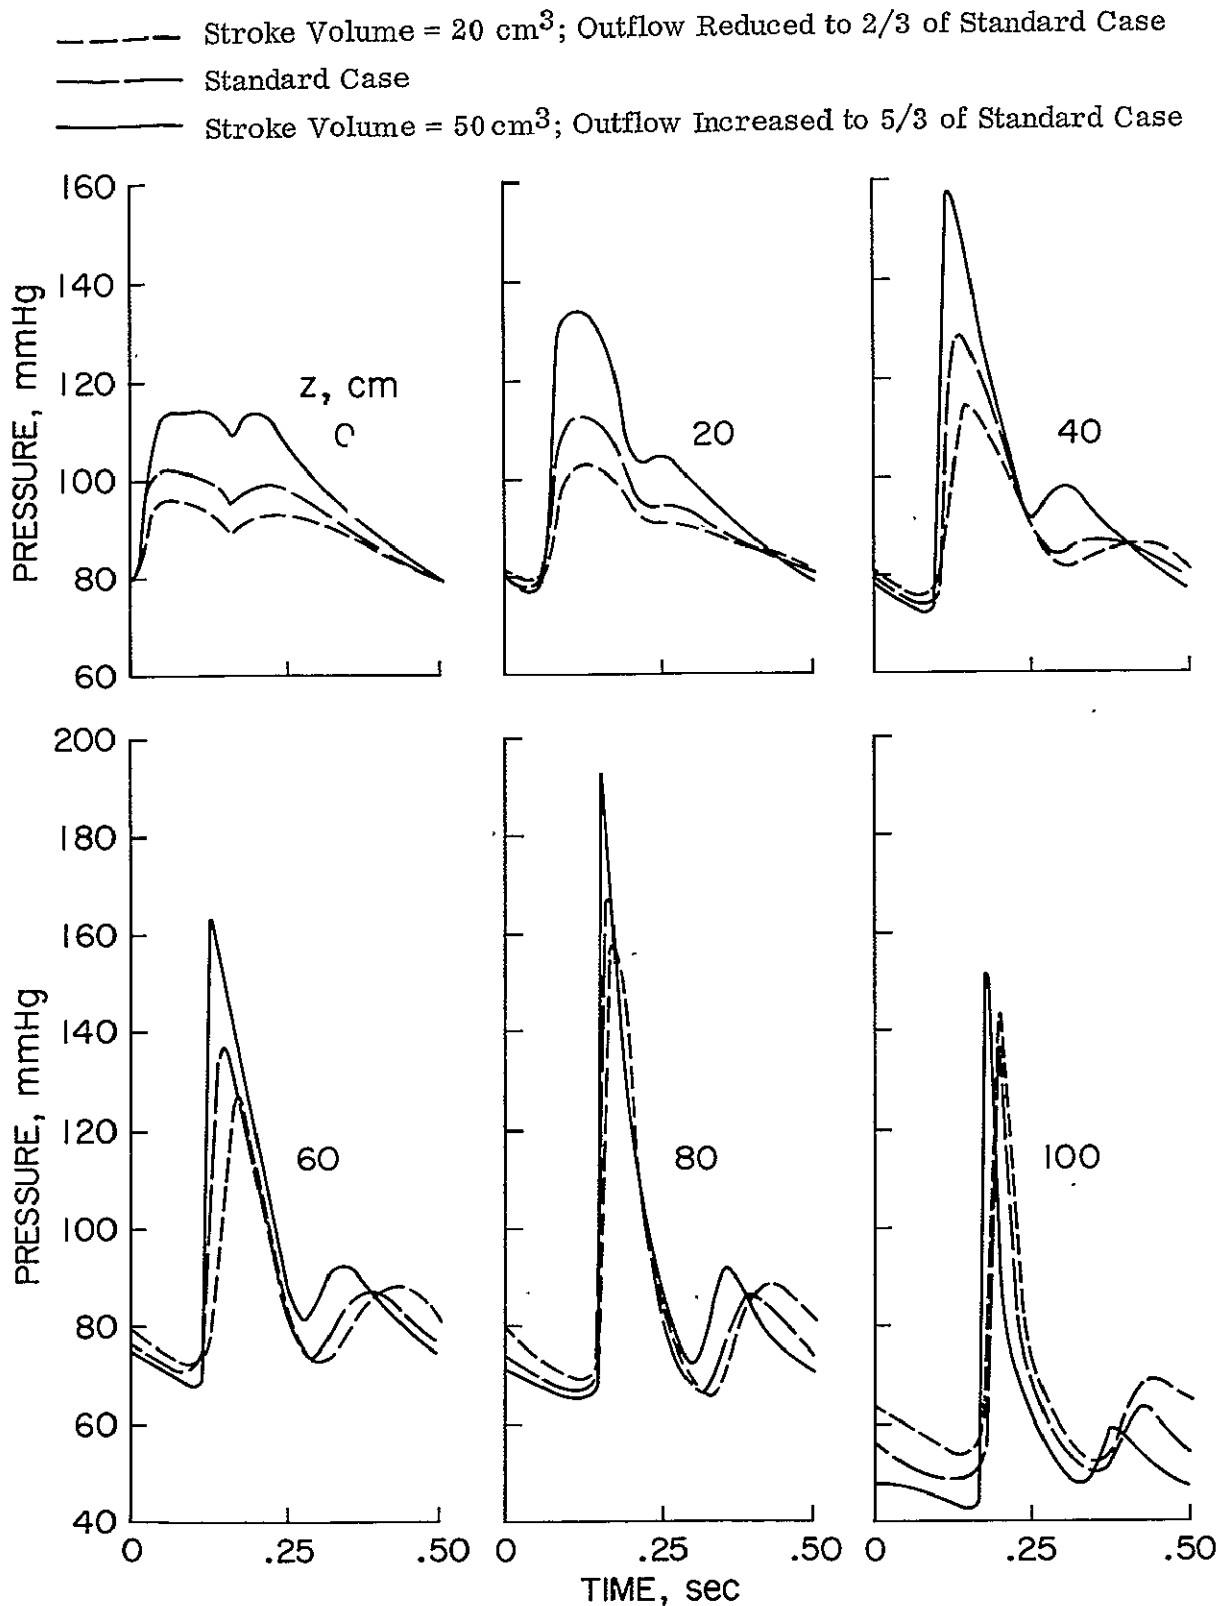 Stroke Volume = 20 cm³; Outflow Reduced to 2/3 of Standard Case
Standard Case
Stroke Volume = 50 cm³; Outflow Increased to 5/3 of Standard Case
160
140
120
100
80
60
PRESSURE, mmHg
z, cm
0
20
40
200
180
160
140
120
100
80
60
40
PRESSURE, mmHg
60
80
100
0 .25 .50 0 .25 .50 0 .25 .50
TIME, sec